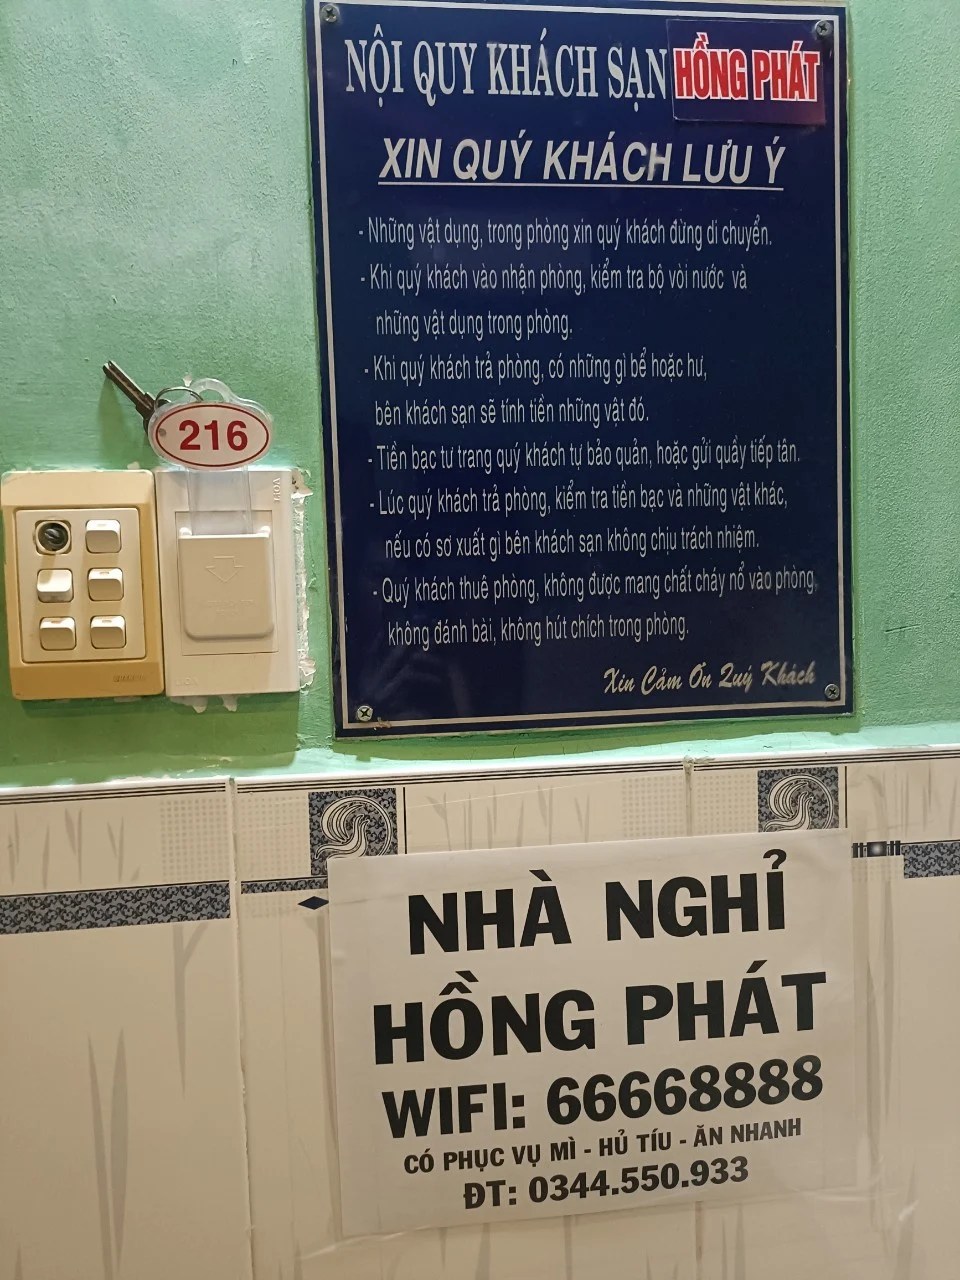 NỘI QUY KHÁCH SẠN HỒNG PHÁT
XIN QUÝ KHÁCH LƯU Ý
- Những vật dụng, trong phòng xin quý khách đừng di chuyển.
- Khi quý khách vào nhận phòng, kiểm tra bộ vòi nước và
những vật dụng trong phòng.
- Khi quý khách trả phòng, có những gì bể hoặc hư,
bên khách sạn sẽ tính tiền những vật đó.
- Tiền bạc tư trang quý khách tự bảo quản, hoặc gửi quầy tiếp tân.
- Lúc quý khách trả phòng, kiểm tra tiền bạc và những vật khác,
nếu có sơ xuất gì bên khách sạn không chịu trách nhiệm.
- Quý khách thuê phòng, không được mang chất cháy nổ vào phòng,
không đánh bài, không hút chích trong phòng.
Xin Cảm Ơn Quý Khách
216
LIOA
NHÀ NGHỈ
HỒNG PHÁT
WIFI: 66668888
CÓ PHỤC VỤ MÌ - HỦ TÍU - ĂN NHANH
ĐT: 0344.550.933